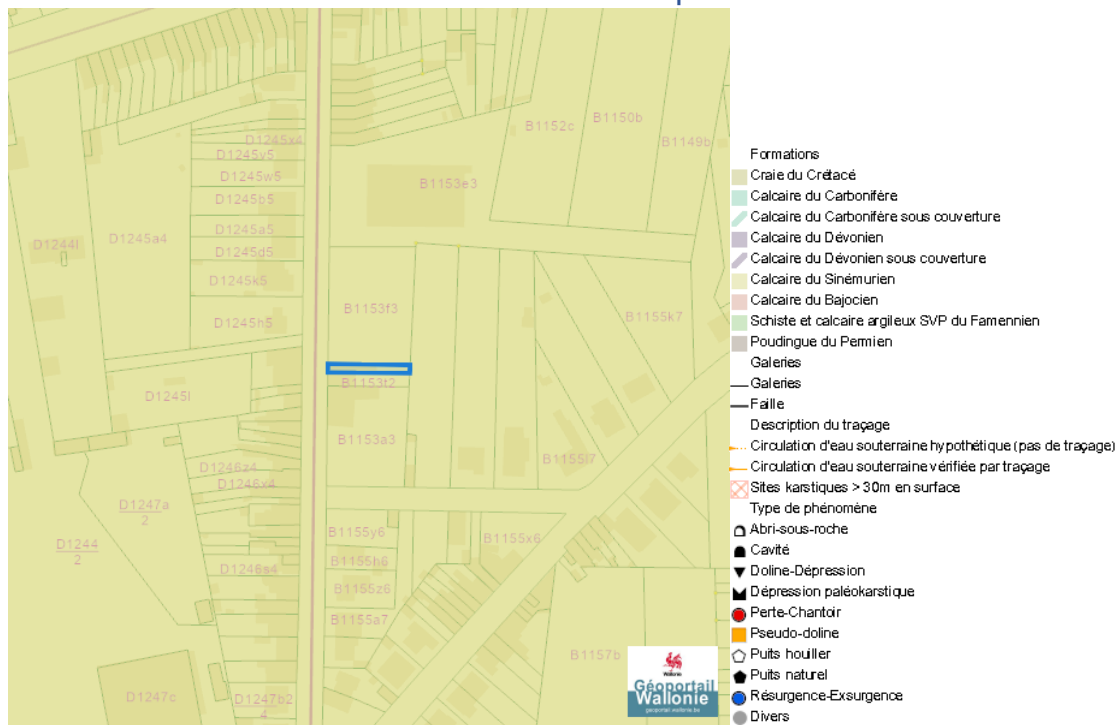 B1152c
B1150b
B1149b
D1245x4
D1245y5
D1245w5
B1153e3
D1245b5
D1245a5
D1244l
D1245a4
D1245d5
D1245k5
D1245h5
B1153f3
B1155k7
B1153t2
D1245l
B1153a3
B1155l7
D1246z4
D1246x4
D1247a
2
B1155y6
B1155x6
D1244
2
B1155h6
D1246s4
B1155z6
B1155a7
B1157b
D1247c
D1247b2
4
Wallonie
Géoportail
Wallonie
geoportail.wallonie.be
Formations
Craie du Crétacé
Calcaire du Carbonifère
Calcaire du Carbonifère sous couverture
Calcaire du Dévonien
Calcaire du Dévonien sous couverture
Calcaire du Sinémurien
Calcaire du Bajocien
Schiste et calcaire argileux SVP du Famennien
Poudingue du Permien
Galeries
Galeries
Faille
Description du traçage
Circulation d'eau souterraine hypothétique (pas de traçage)
Circulation d'eau souterraine vérifiée par traçage
Sites karstiques > 30m en surface
Type de phénomène
Abri-sous-roche
Cavité
Doline-Dépression
Dépression paléokarstique
Perte-Chantoir
Pseudo-doline
Puits houiller
Puits naturel
Résurgence-Exsurgence
Divers